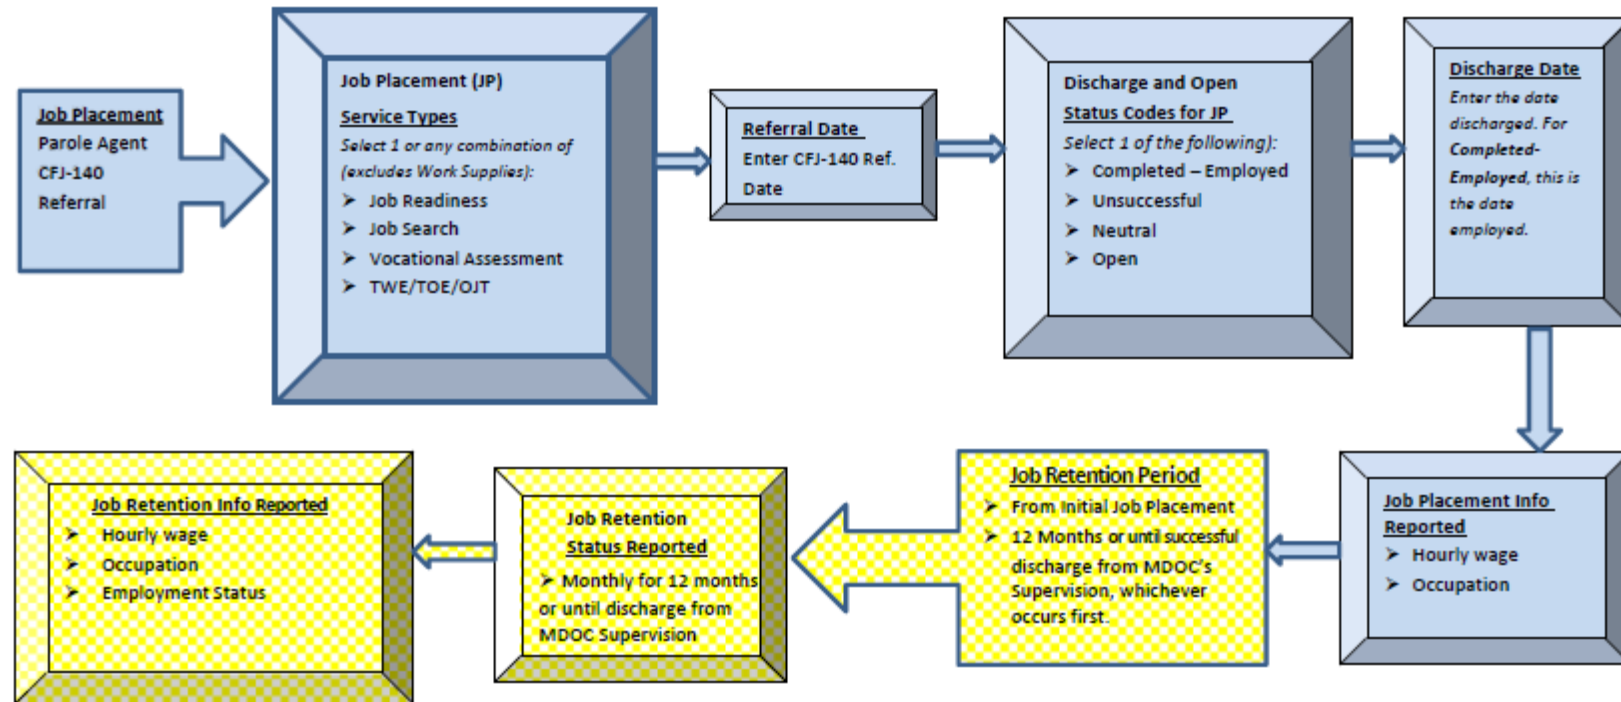 Job Placement
Parole Agent
CFJ-140
Referral
Job Placement (JP)
Service Types
Select 1 or any combination of
(excludes Work Supplies):
➤ Job Readiness
➤ Job Search
➤ Vocational Assessment
➤ TWE/TOE/OJT
Referral Date
Enter CFJ-140 Ref.
Date
Discharge and Open
Status Codes for JP
Select 1 of the following):
➤ Completed – Employed
➤ Unsuccessful
➤ Neutral
➤ Open
Discharge Date
Enter the date
discharged. For
Completed-
Employed, this is
the date
employed.
Job Placement Info
Reported
➤ Hourly wage
➤ Occupation
Job Retention Period
➤ From Initial Job Placement
➤ 12 Months or until successful
discharge from MDOC's
Supervision, whichever
occurs first.
Job Retention
Status Reported
➤ Monthly for 12 months
or until discharge from
MDOC Supervision
Job Retention Info Reported
➤ Hourly wage
➤ Occupation
➤ Employment Status